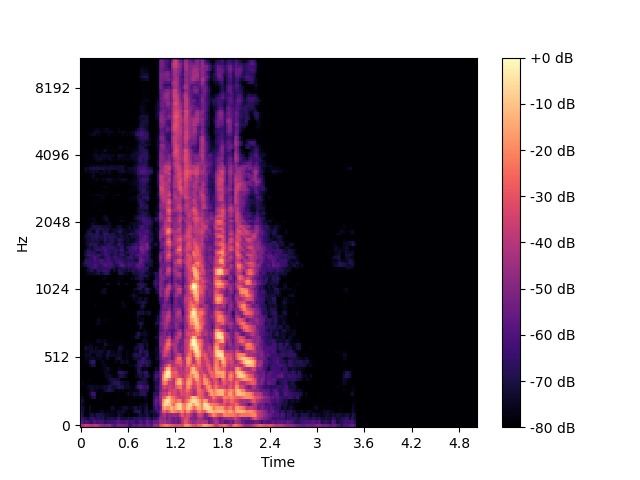 +0 dB
8192
-10 dB
4096
-20 dB
-30 dB
2048
Hz
-40 dB
1024
-50 dB
-60 dB
512
-70 dB
0
-80 dB
0 0.6 1.2 1.8 2.4 3 3.6 4.2 4.8
Time